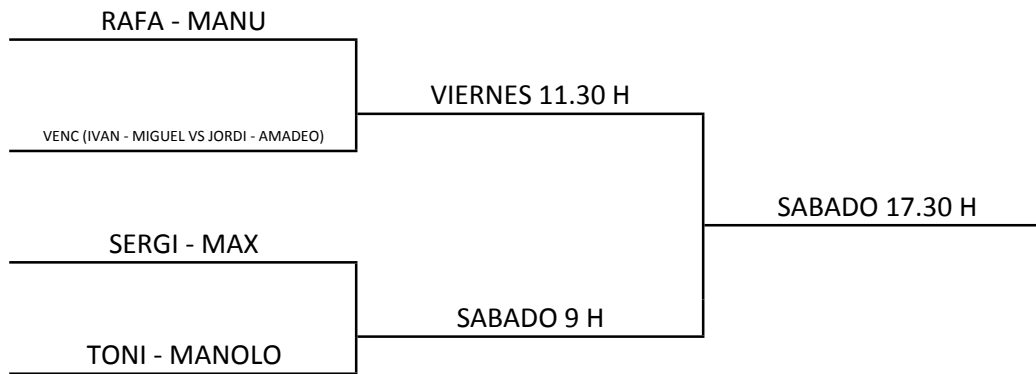 RAFA - MANU
VIERNES 11.30 H
VENC (IVAN - MIGUEL VS JORDI - AMADEO)
SABADO 17.30 H
SERGI - MAX
SABADO 9 H
TONI - MANOLO